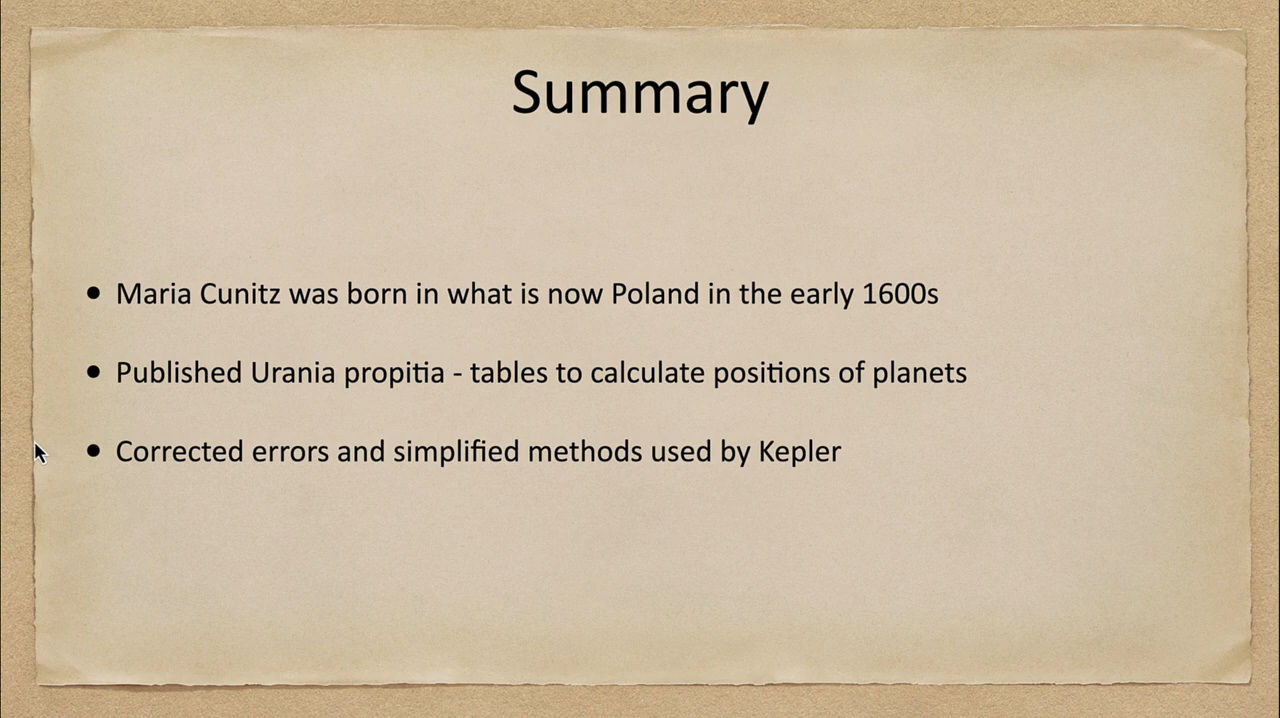 Summary
• Maria Cunitz was born in what is now Poland in the early 1600s
• Published Urania propitia - tables to calculate positions of planets
• Corrected errors and simplified methods used by Kepler